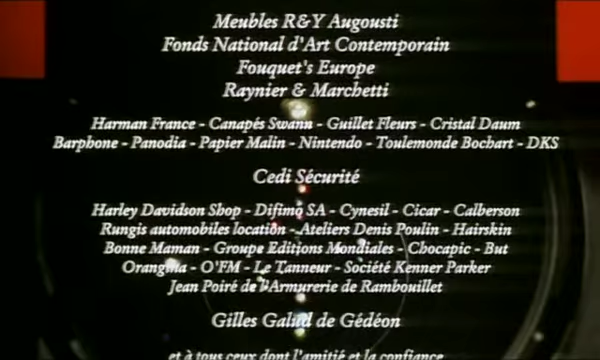 Meubles R&Y Augousti
Fonds National d'Art Contemporain
Fouquet's Europe
Raynier & Marchetti
Harman France - Canapés Swann - Guillet Fleurs - Cristal Daum
Barphone - Panodia - Papier Malin - Nintendo - Toulemonde Bochart - DKS
Cedi Sécurité
Harley Davidson Shop - Difimo SA - Cynesil - Cicar - Calberson
Rungis automobiles location - Ateliers Denis Poulin - Hairskin
Bonne Maman - Groupe Editions Mondiales - Chocapic - But
Orangina - O'FM - Le Tanneur - Société Kenner Parker
Jean Poiré de l'Armurerie de Rambouillet
Gilles Galud de Gédéon
et à tous ceux dont l'amitié et la confiance